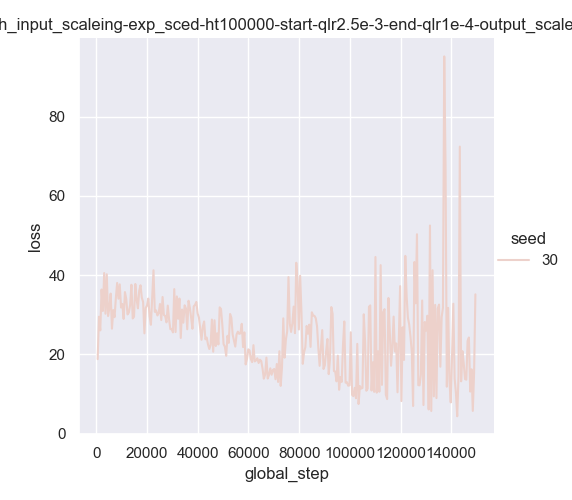 h_input_scaleing-exp_sced-ht100000-start-qlr2.5e-3-end-qlr1e-4-output_scale
80
60
40
20
0
loss
seed
30
0 20000 40000 60000 80000 100000 120000 140000
global_step